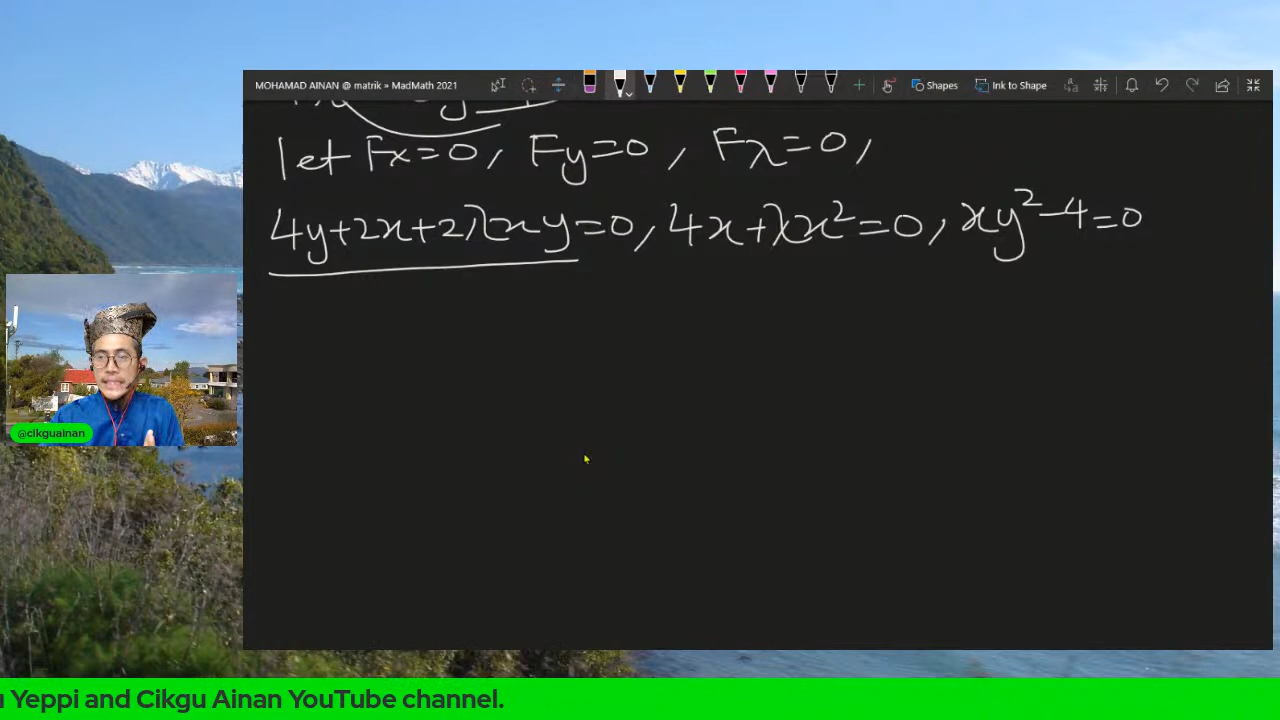 MOHAMAD AINAN @ matrik » MadMath 2021
Shapes
Ink to Shape
let Fx=0, Fy=0, Fλ=0,
4y+2x+2λxy=0, 4x+λx²=0, xy²-4=0
@cikguainan
Yeppi and Cikgu Ainan YouTube channel.